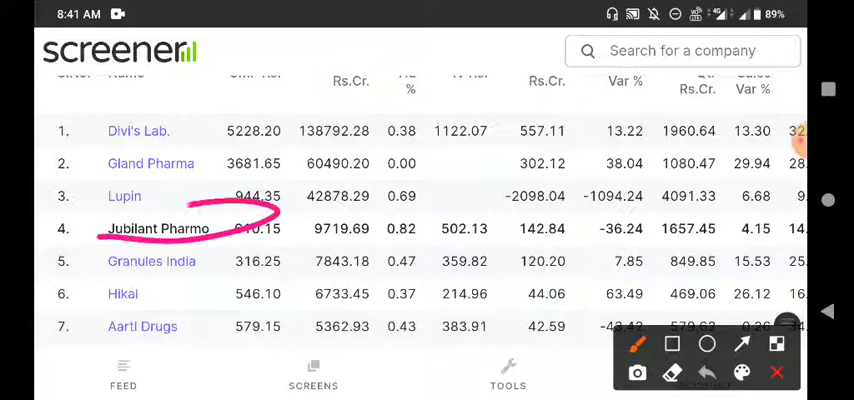 8:41 AM 4G 89%
screener
Search for a company
Rs.Cr. % Rs.Cr. Var % Rs.Cr. Var %
1. Divi's Lab. 5228.20 138792.28 0.38 1122.07 557.11 13.22 1960.64 13.30
2. Gland Pharma 3681.65 60490.20 0.00 302.12 38.04 1080.47 29.94
3. Lupin 944.35 42878.29 0.69 -2098.04 -1094.24 4091.33 6.68
4. Jubilant Pharmo 9719.69 0.82 502.13 142.84 -36.24 1657.45 4.15
5. Granules India 316.25 7843.18 0.47 359.82 120.20 7.85 849.85 15.53
6. Hikal 546.10 6733.45 0.37 214.96 44.06 63.49 469.06 26.12
7. Aarti Drugs 579.15 5362.93 0.43 383.91 42.59
FEED SCREENS TOOLS